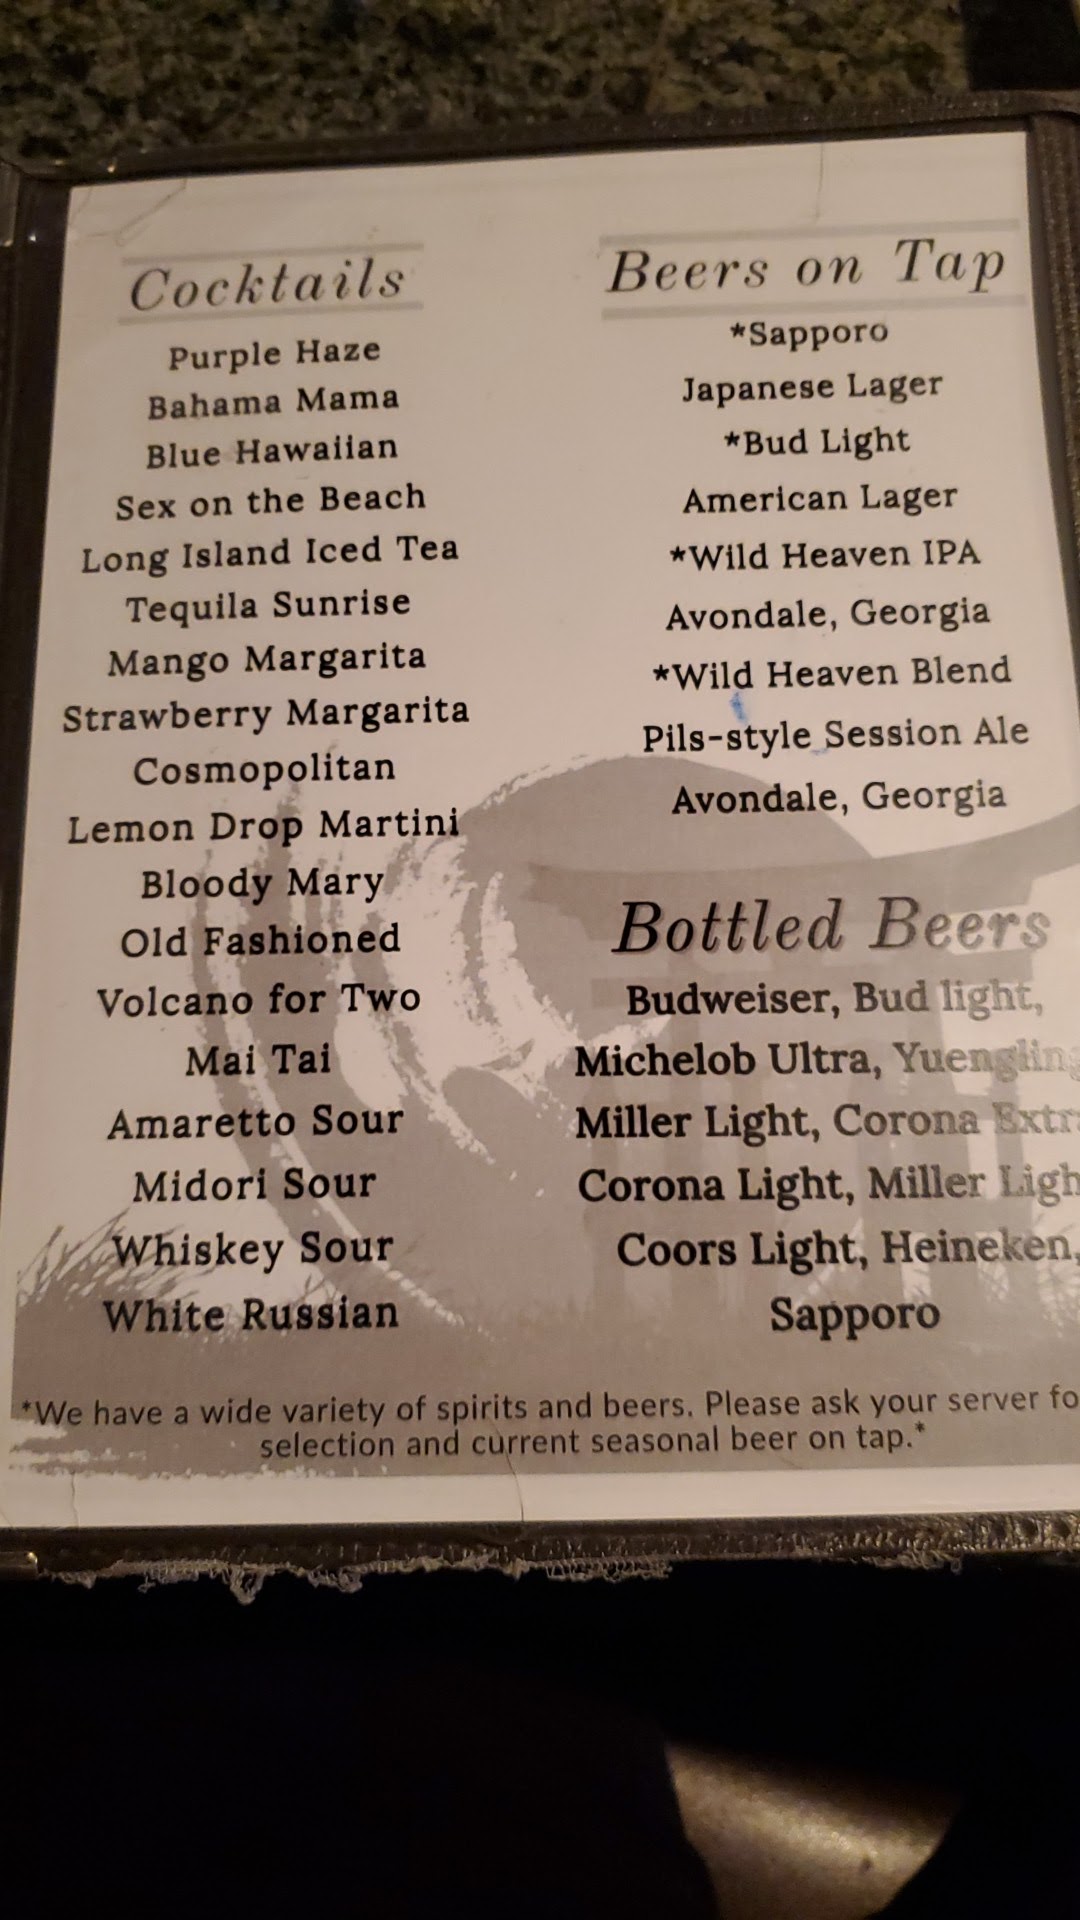 Cocktails
Purple Haze
Bahama Mama
Blue Hawaiian
Sex on the Beach
Long Island Iced Tea
Tequila Sunrise
Mango Margarita
Strawberry Margarita
Cosmopolitan
Lemon Drop Martini
Bloody Mary
Old Fashioned
Volcano for Two
Mai Tai
Amaretto Sour
Midori Sour
Whiskey Sour
White Russian
Beers on Tap
*Sapporo
Japanese Lager
*Bud Light
American Lager
*Wild Heaven IPA
Avondale, Georgia
*Wild Heaven Blend
Pils-style Session Ale
Avondale, Georgia
Bottled Beers
Budweiser, Bud light,
Michelob Ultra, Yuengling
Miller Light, Corona Extr
Corona Light, Miller Ligh
Coors Light, Heineken,
Sapporo
*We have a wide variety of spirits and beers. Please ask your server fo
selection and current seasonal beer on tap.*